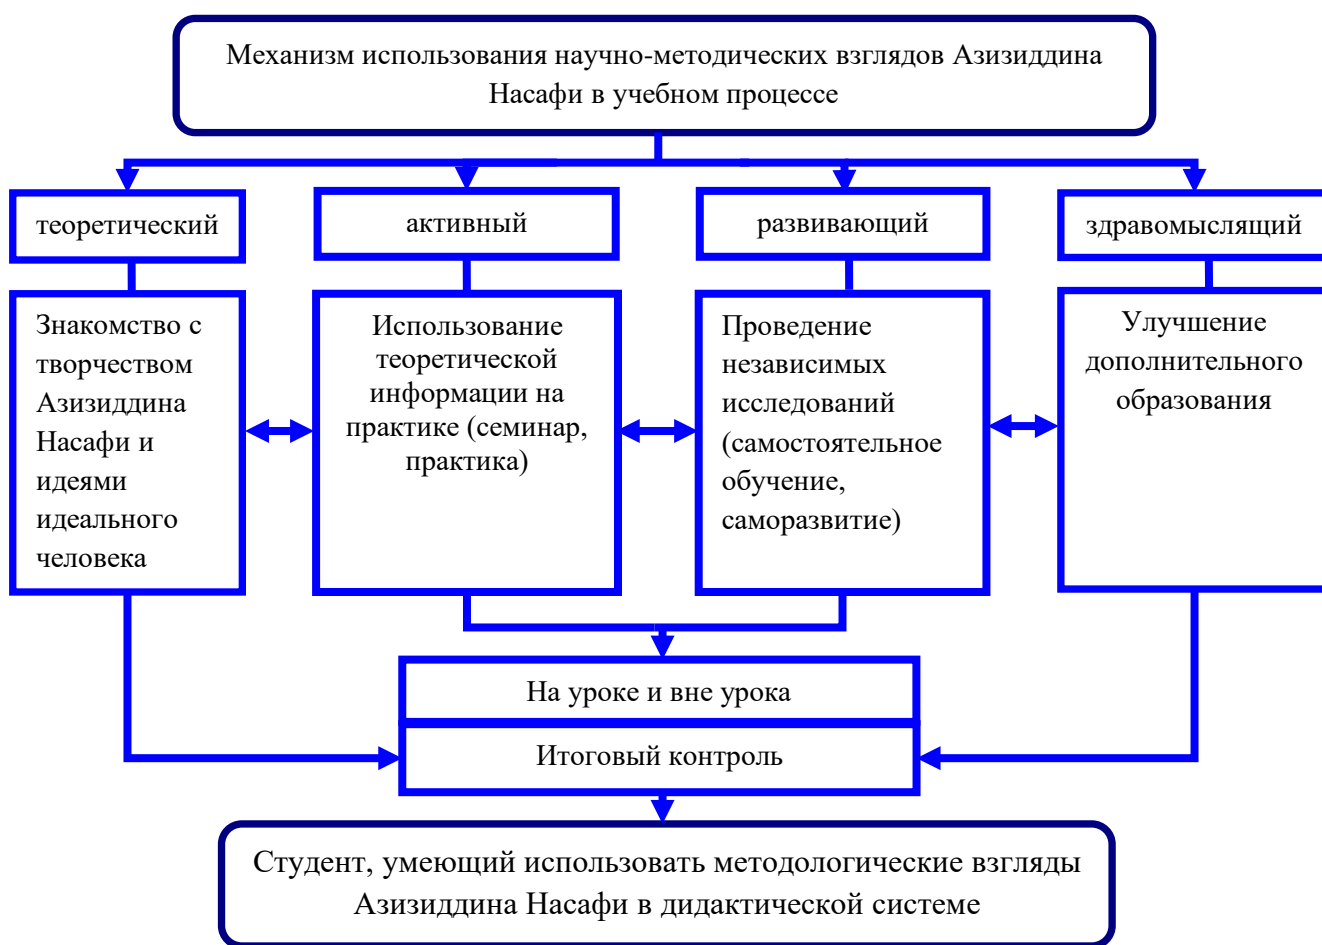 Механизм использования научно-методических взглядов Азизиддина
Насафи в учебном процессе
теоретический
активный
развивающий
здравомыслящий
Знакомство с
творчеством
Азизиддина
Насафи и
идеями
идеального
человека
Использование
теоретической
информации на
практике (семинар,
практика)
Проведение
независимых
исследований
(самостоятельное
обучение,
саморазвитие)
Улучшение
дополнительного
образования
На уроке и вне урока
Итоговый контроль
Студент, умеющий использовать методологические взгляды
Азизиддина Насафи в дидактической системе